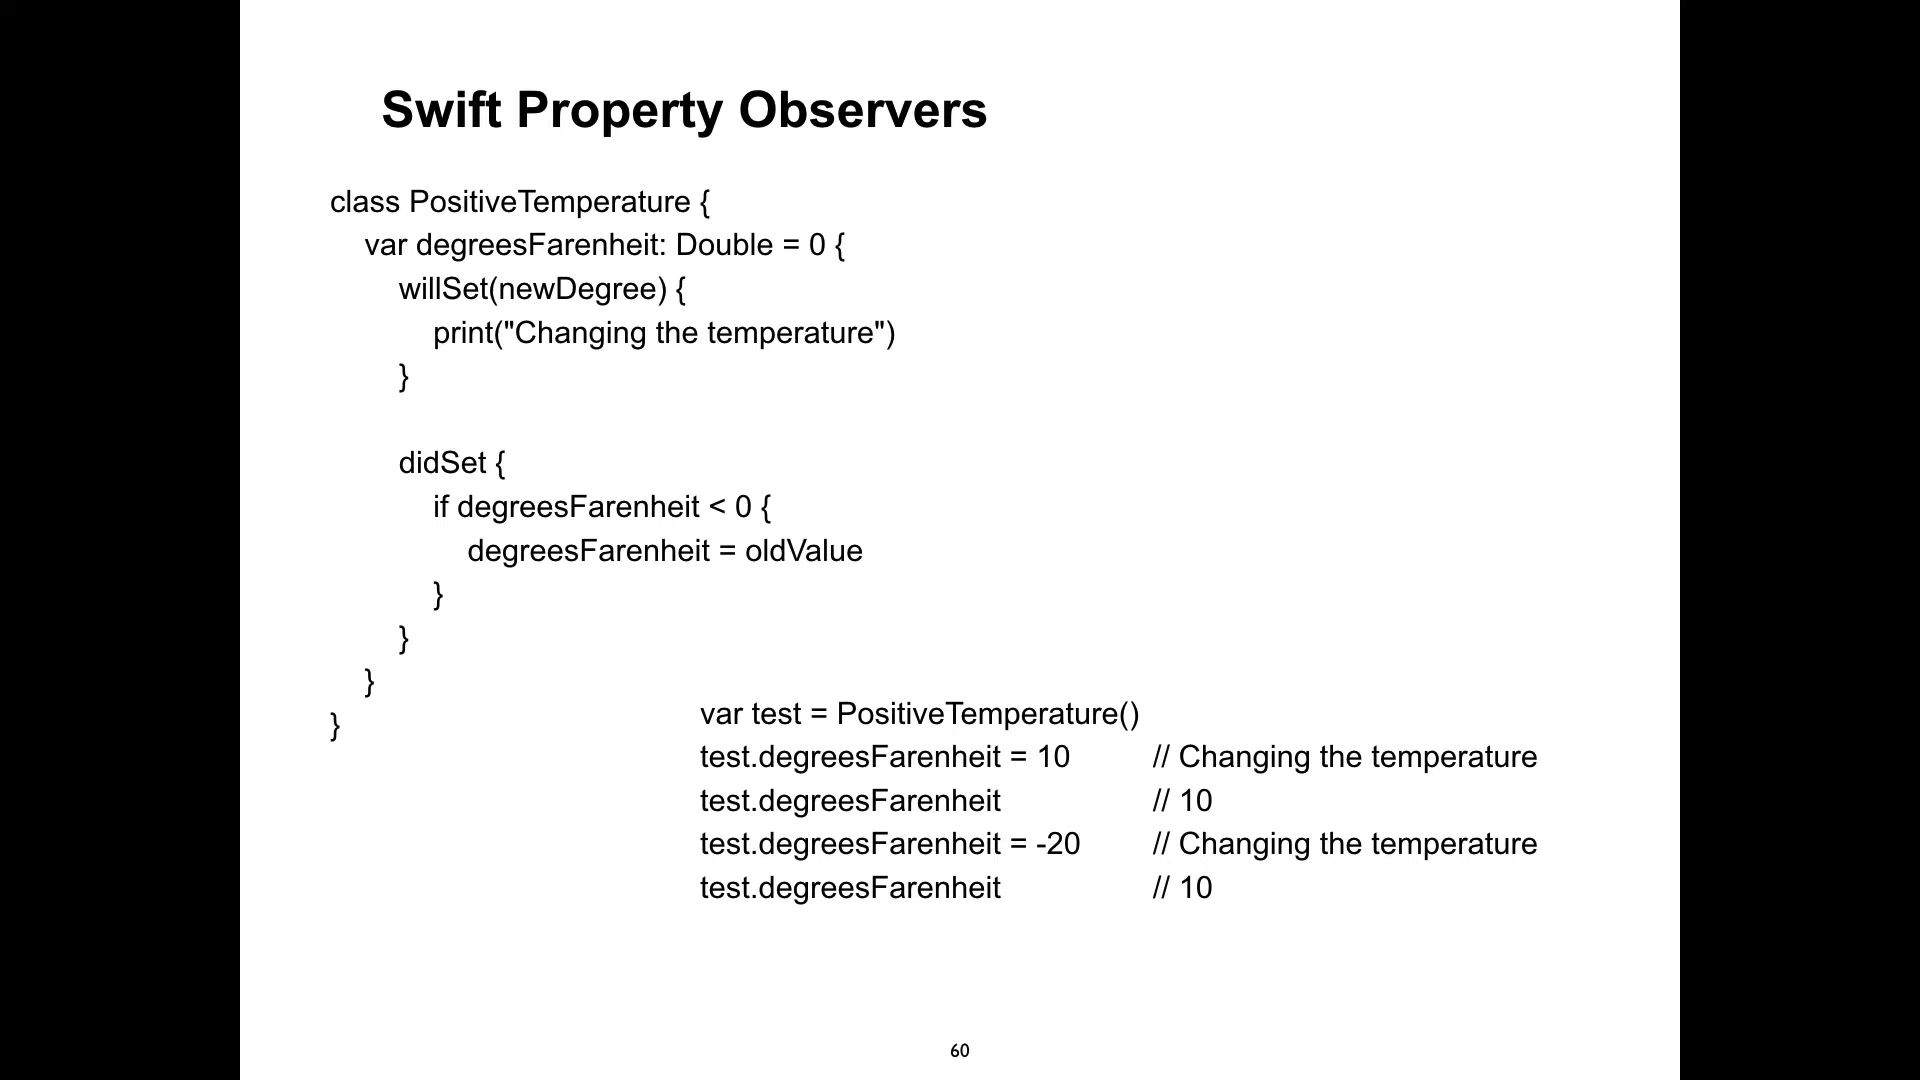 Swift Property Observers
class PositiveTemperature {
var degreesFarenheit: Double = 0 {
willSet(newDegree) {
print("Changing the temperature")
}
didSet {
if degreesFarenheit < 0 {
degreesFarenheit = oldValue
}
}
}
}
var test = PositiveTemperature()
test.degreesFarenheit = 10 // Changing the temperature
test.degreesFarenheit // 10
test.degreesFarenheit = -20 // Changing the temperature
test.degreesFarenheit // 10
60